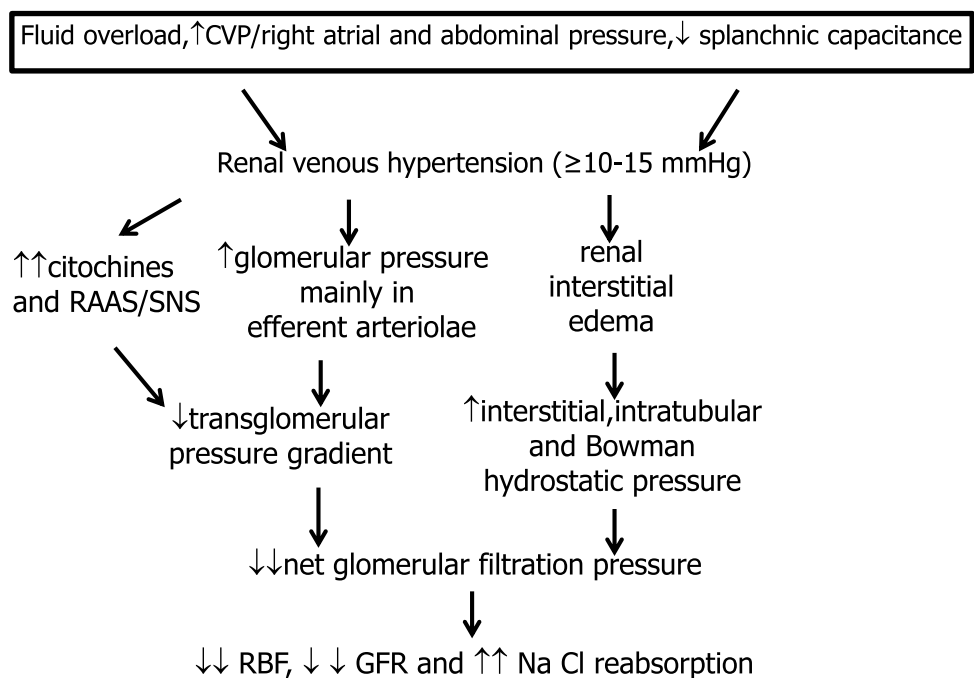 Fluid overload,↑CVP/right atrial and abdominal pressure,↓ splanchnic capacitance
Renal venous hypertension (≥10-15 mmHg)
↑↑citochines
and RAAS/SNS
↑glomerular pressure
mainly in
efferent arteriolae
renal
interstitial
edema
↓transglomerular
pressure gradient
↑interstitial,intratubular
and Bowman
hydrostatic pressure
↓↓net glomerular filtration pressure
↓↓ RBF, ↓ ↓ GFR and ↑↑ Na Cl reabsorption